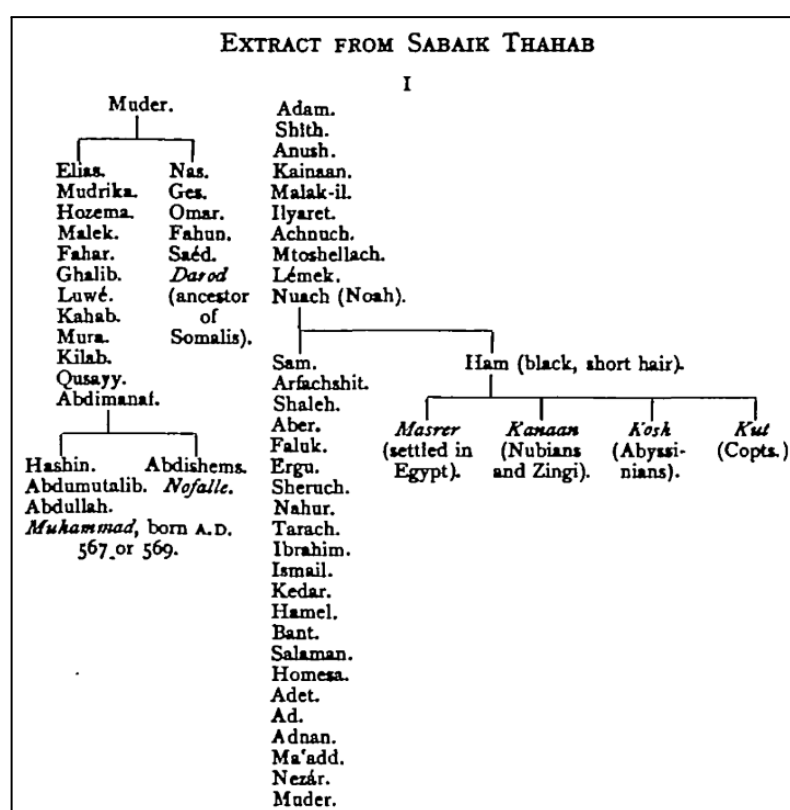 EXTRACT FROM SABAIK THAHAB
I
Muder.
Elias.
Mudrika.
Hozema.
Malek.
Fahar.
Ghalib.
Luwé.
Kahab.
Mura.
Kilab.
Qusayy.
Abdimanaf.
Nas.
Ges.
Omar.
Fahun.
Saéd.
Darod
(ancestor
of
Somalis).
Hashin.
Abdumutalib.
Abdullah.
Muhammad, born A.D.
567 or 569.
Abdishems.
Nofalle.
Adam.
Shith.
Anush.
Kainaan.
Malak-il.
Ilyaret.
Achnuch.
Mtoshellach.
Lémek.
Nuach (Noah).
Sam.
Arfachshit.
Shaleh.
Aber.
Faluk.
Ergu.
Sheruch.
Nahur.
Tarach.
Ibrahim.
Ismail.
Kedar.
Hamel.
Bant.
Salaman.
Homesa.
Adet.
Ad.
Adnan.
Ma'add.
Nezár.
Muder.
Ham (black, short hair).
Masrer
(settled in
Egypt).
Kanaan
(Nubians
and Zingi).
Kosh
(Abyssi-
nians).
Kut
(Copts.)